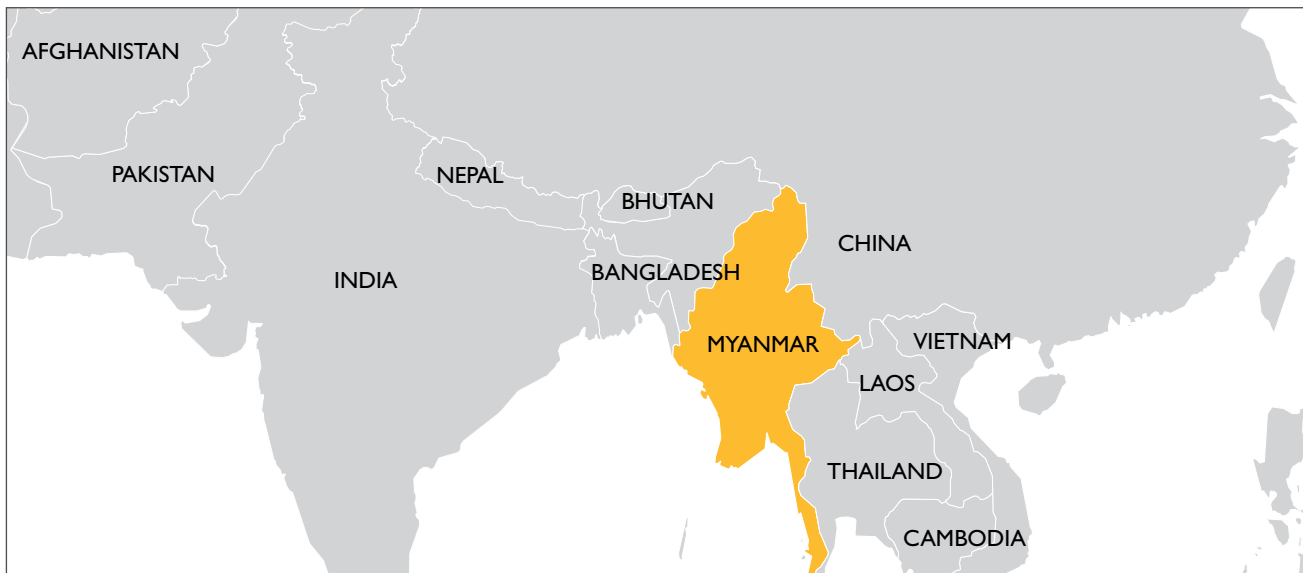 AFGHANISTAN
PAKISTAN
NEPAL
BHUTAN
CHINA
INDIA
BANGLADESH
MYANMAR
VIETNAM
LAOS
THAILAND
CAMBODIA